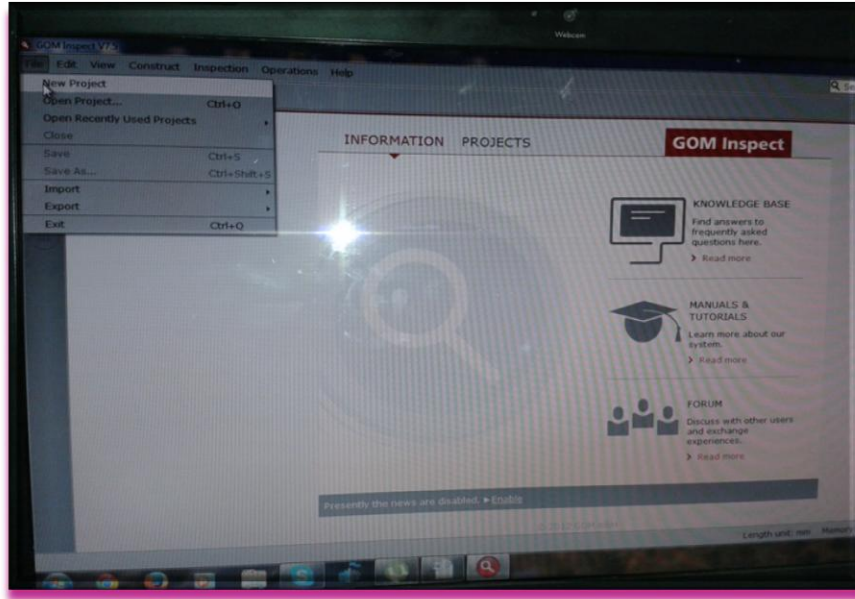 Webcam
GOM Inspect V7.5
File Edit View Construct Inspection Operations Help
New Project
Open Project... Ctrl+O
Open Recently Used Projects
Close
Save Ctrl+S
Save As... Ctrl+Shift+S
Import
Export
Exit Ctrl+Q
INFORMATION PROJECTS
GOM Inspect
KNOWLEDGE BASE
Find answers to
frequently asked
questions here.
Read more
MANUALS &
TUTORIALS
Learn more about our
system.
Read more
FORUM
Discuss with other users
and exchange
experiences.
Read more
Presently the news are disabled. ►Enable
Length unit: mm Memory